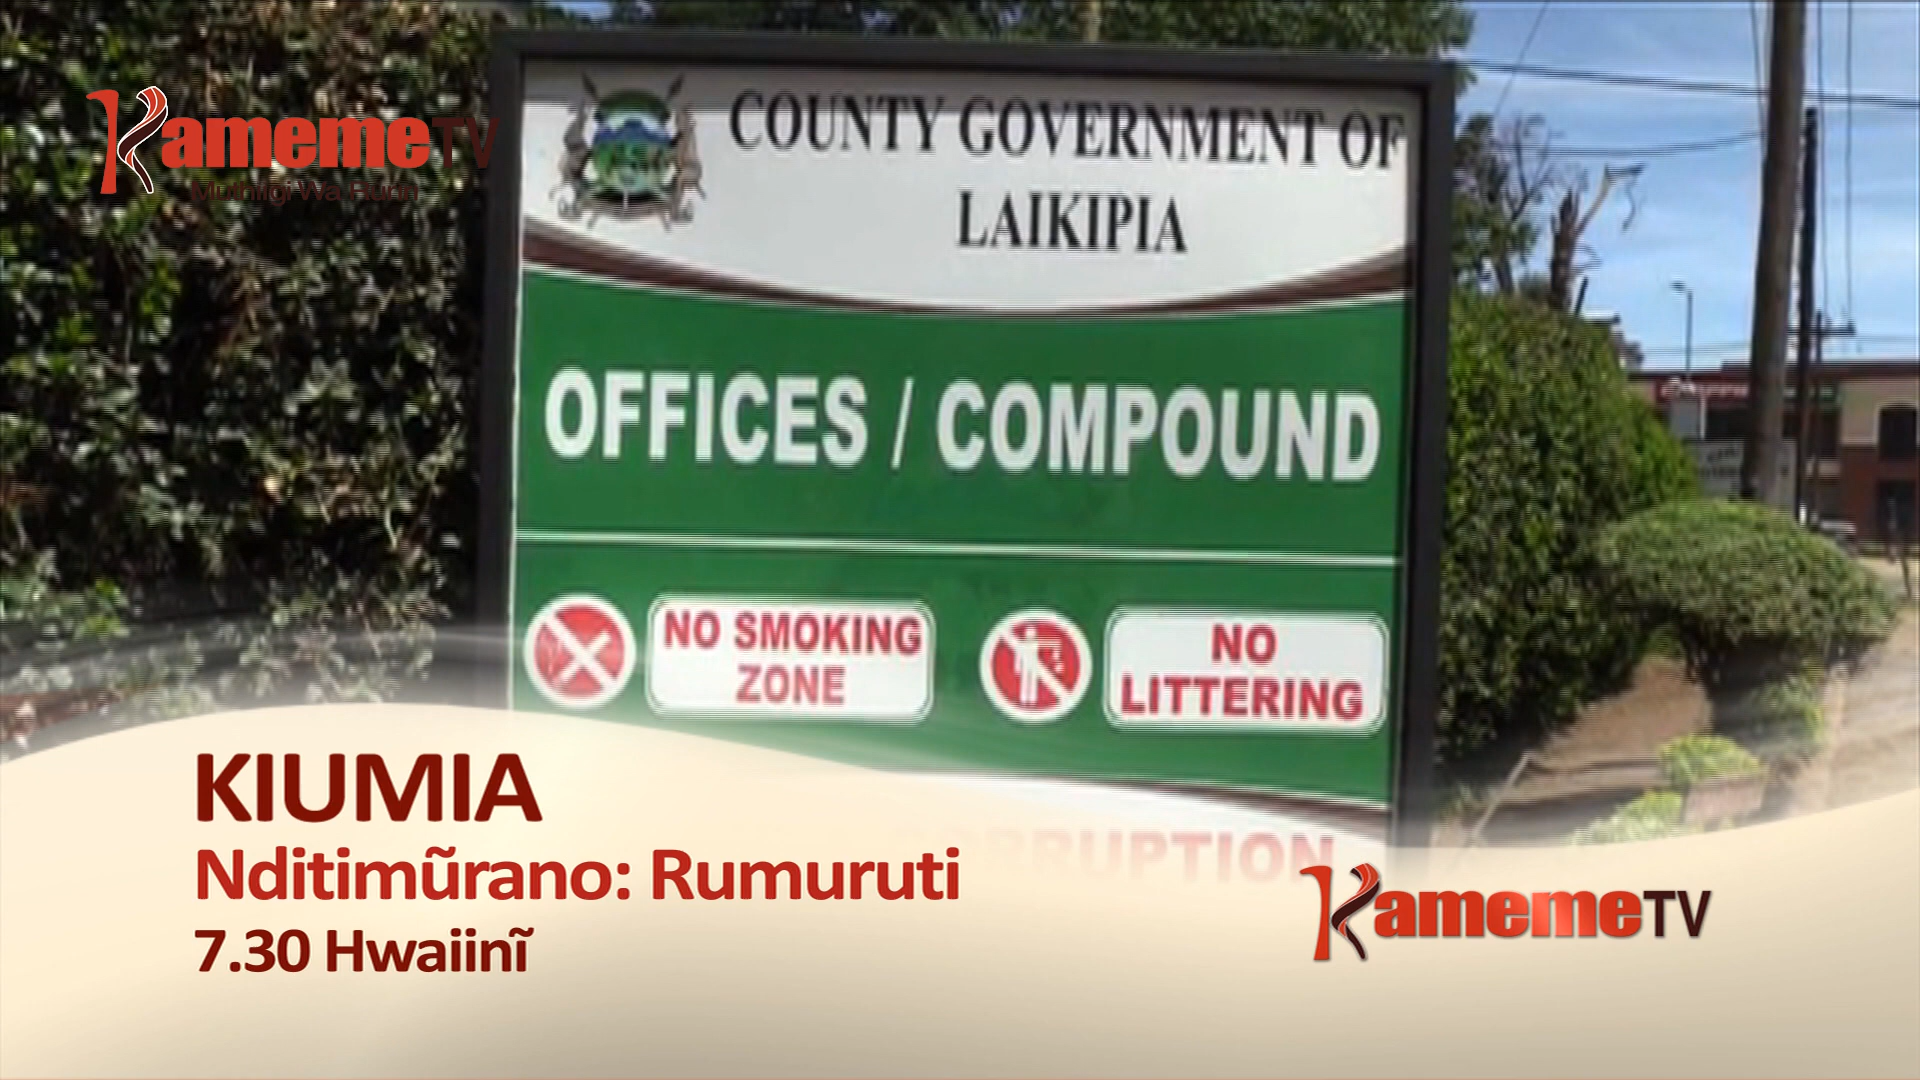 Kameme TV
COUNTY GOVERNMENT OF
LAIKIPIA
OFFICES / COMPOUND
NO SMOKING
ZONE
NO
LITTERING
KIUMIA
Nditimũrano: Rumuruti
7.30 Hwaiinĩ
Kameme TV